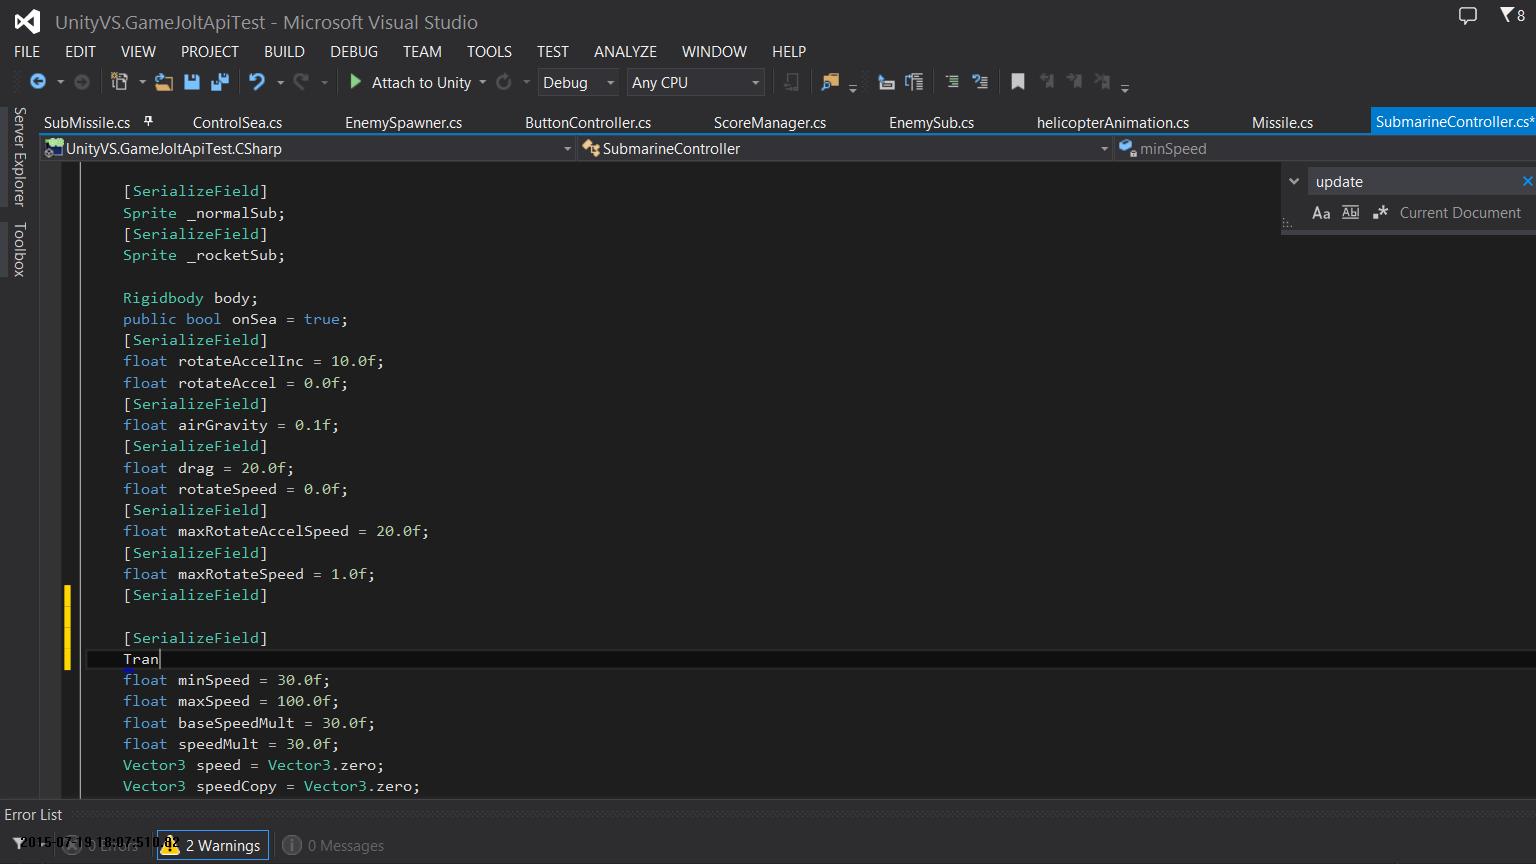 UnityVS.GameJoltApiTest - Microsoft Visual Studio
8
FILE EDIT VIEW PROJECT BUILD DEBUG TEAM TOOLS TEST ANALYZE WINDOW HELP
Attach to Unity Debug Any CPU
Server Explorer
Toolbox
SubMissile.cs ControlSea.cs EnemySpawner.cs ButtonController.cs ScoreManager.cs EnemySub.cs helicopterAnimation.cs Missile.cs SubmarineController.cs*
UnityVS.GameJoltApiTest.CSharp SubmarineController minSpeed
update
Aa Abl .* Current Document
[SerializeField]
Sprite _normalSub;
[SerializeField]
Sprite _rocketSub;
Rigidbody body;
public bool onSea = true;
[SerializeField]
float rotateAccelInc = 10.0f;
float rotateAccel = 0.0f;
[SerializeField]
float airGravity = 0.1f;
[SerializeField]
float drag = 20.0f;
float rotateSpeed = 0.0f;
[SerializeField]
float maxRotateAccelSpeed = 20.0f;
[SerializeField]
float maxRotateSpeed = 1.0f;
[SerializeField]
[SerializeField]
Tran
float minSpeed = 30.0f;
float maxSpeed = 100.0f;
float baseSpeedMult = 30.0f;
float speedMult = 30.0f;
Vector3 speed = Vector3.zero;
Vector3 speedCopy = Vector3.zero;
Error List
0 Errors 2 Warnings 0 Messages